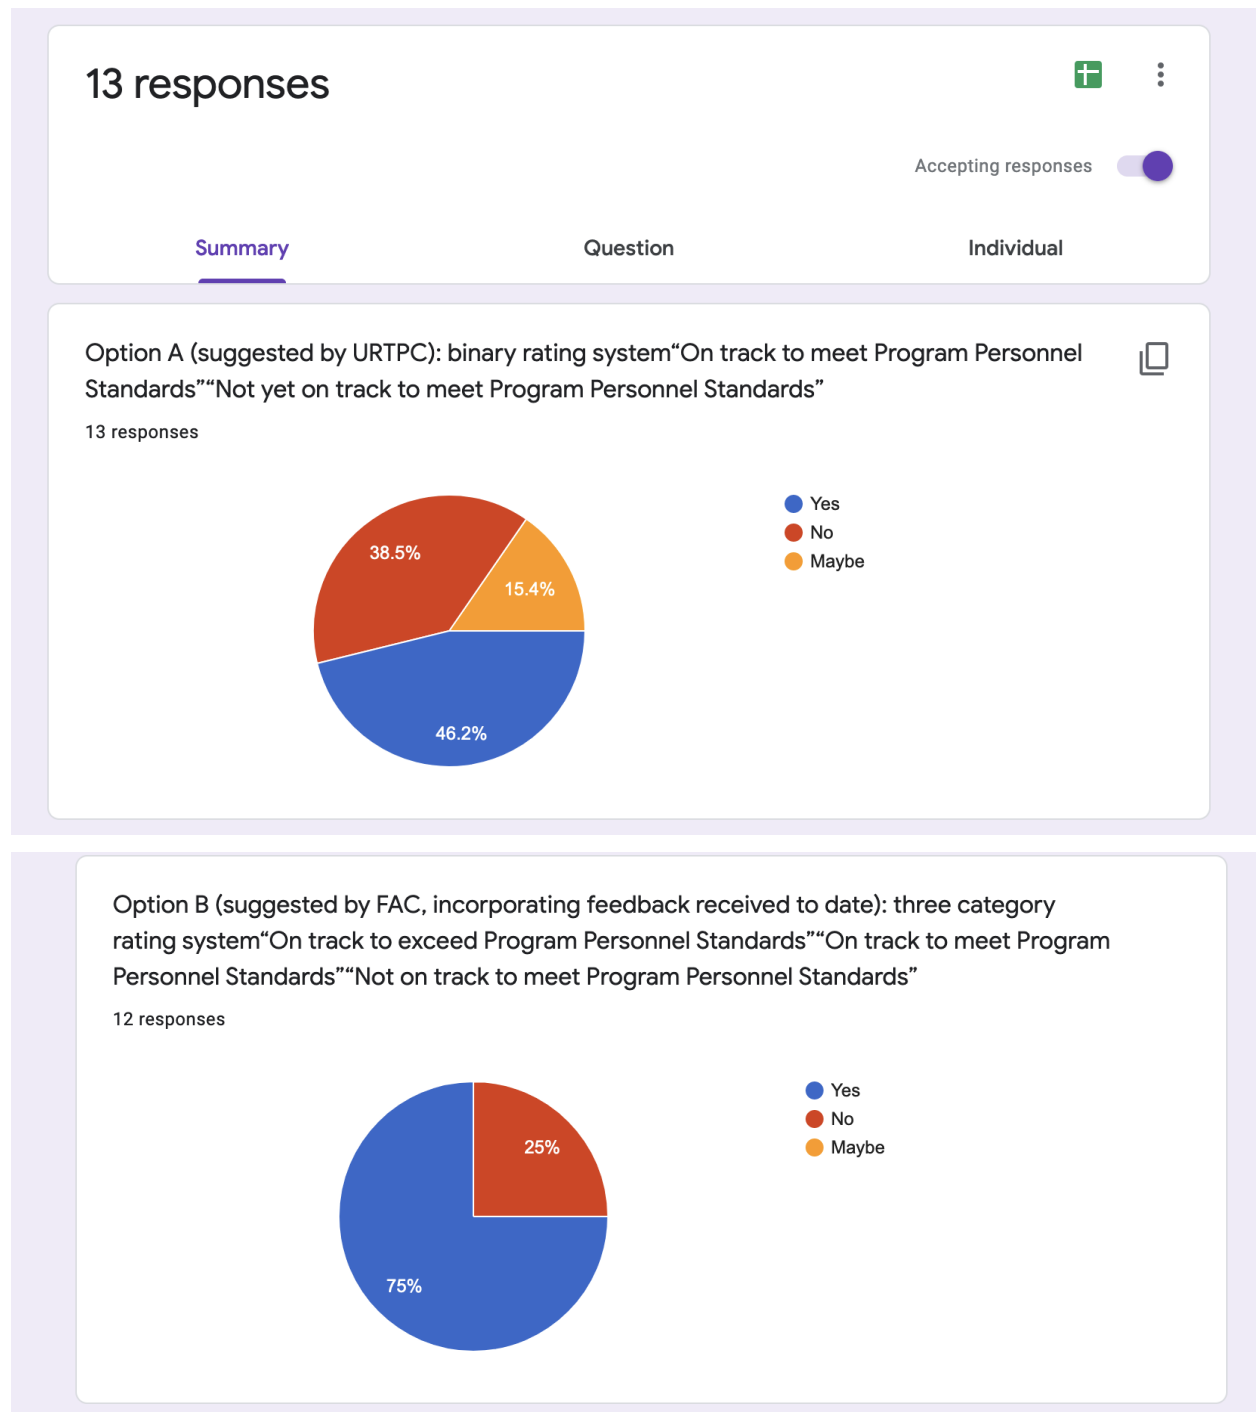 13 responses
Accepting responses
Summary
Question
Individual
Option A (suggested by URTPC): binary rating system“On track to meet Program Personnel
Standards”“Not yet on track to meet Program Personnel Standards”
13 responses
Yes
No
Maybe
38.5%
15.4%
46.2%
Option B (suggested by FAC, incorporating feedback received to date): three category
rating system“On track to exceed Program Personnel Standards”“On track to meet Program
Personnel Standards”“Not on track to meet Program Personnel Standards”
12 responses
Yes
No
Maybe
25%
75%